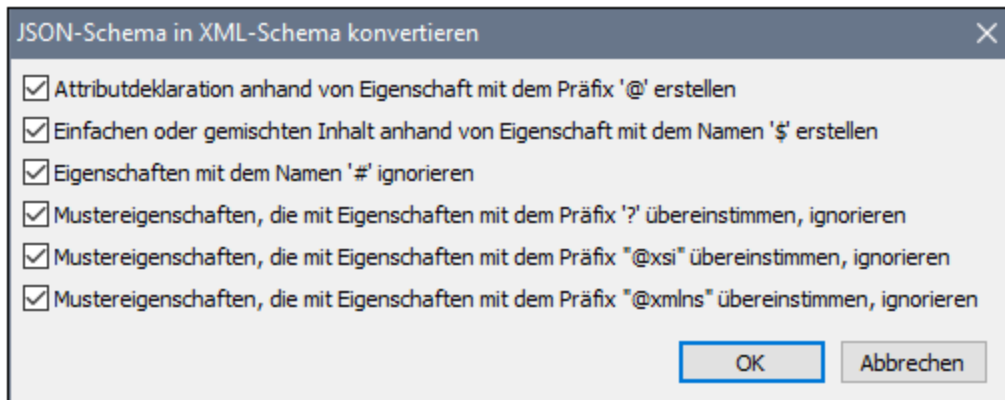 JSON-Schema in XML-Schema konvertieren
Attributdeklaration anhand von Eigenschaft mit dem Präfix '@' erstellen
Einfachen oder gemischten Inhalt anhand von Eigenschaft mit dem Namen '$' erstellen
Eigenschaften mit dem Namen '#' ignorieren
Mustereigenschaften, die mit Eigenschaften mit dem Präfix '?' übereinstimmen, ignorieren
Mustereigenschaften, die mit Eigenschaften mit dem Präfix "@xsi" übereinstimmen, ignorieren
Mustereigenschaften, die mit Eigenschaften mit dem Präfix "@xmlns" übereinstimmen, ignorieren
OK Abbrechen